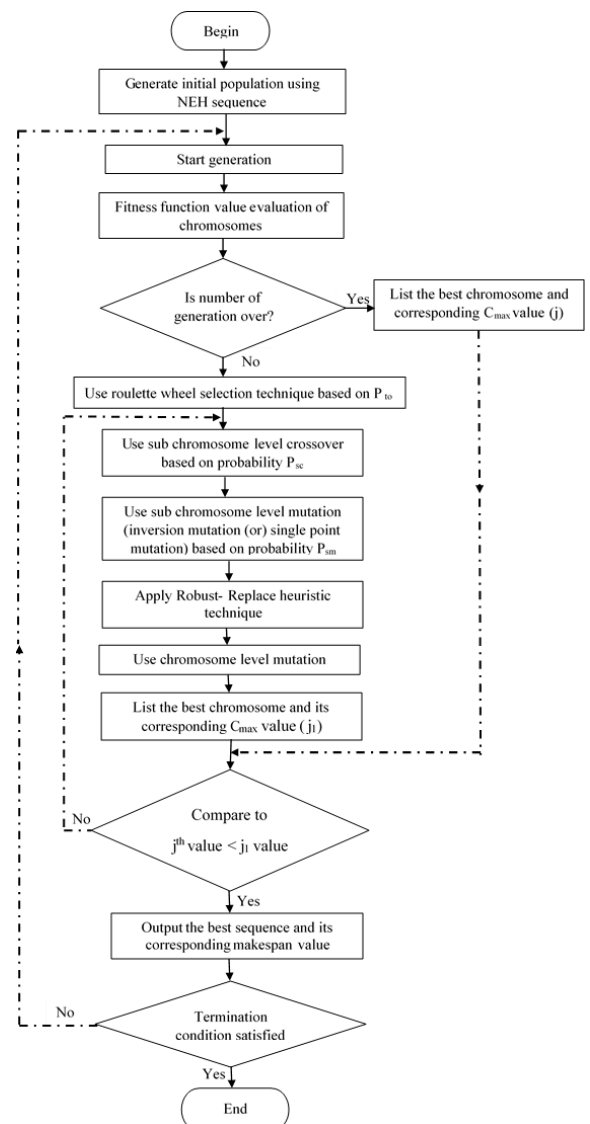 Begin
Generate initial population using
NEH sequence
Start generation
Fitness function value evaluation of
chromosomes
Is number of
generation over?
Yes
List the best chromosome and
corresponding Cmax value (j)
No
Use roulette wheel selection technique based on P to
Use sub chromosome level crossover
based on probability Psc
Use sub chromosome level mutation
(inversion mutation (or) single point
mutation) based on probability Psm
Apply Robust- Replace heuristic
technique
Use chromosome level mutation
List the best chromosome and its
corresponding Cmax value (j1)
No
Compare to
jth value < j1 value
Yes
Output the best sequence and its
corresponding makespan value
No
Termination
condition satisfied
Yes
End